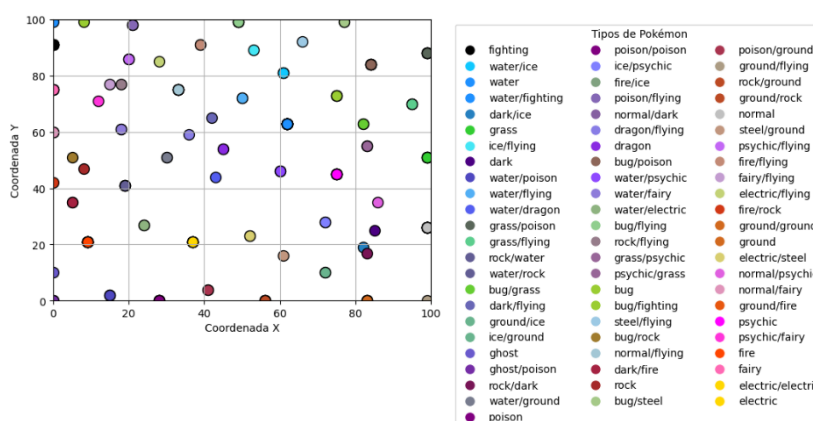 100
80
60
40
20
0
Coordenada Y
0 20 40 60 80 100
Coordenada X
Tipos de Pokémon
fighting
water/ice
water
water/fighting
dark/ice
grass
ice/flying
dark
water/poison
water/flying
water/dragon
grass/poison
grass/flying
rock/water
water/rock
bug/grass
dark/flying
ground/ice
ice/ground
ghost
ghost/poison
rock/dark
water/ground
poison
poison/poison
ice/psychic
fire/ice
poison/flying
normal/dark
dragon/flying
dragon
bug/poison
water/psychic
water/fairy
water/electric
bug/flying
rock/flying
grass/psychic
psychic/grass
bug
bug/fighting
steel/flying
bug/rock
normal/flying
dark/fire
rock
bug/steel
poison/ground
ground/flying
rock/ground
ground/rock
normal
steel/ground
psychic/flying
fire/flying
fairy/flying
electric/flying
fire/rock
ground/ground
ground
electric/steel
normal/psychic
normal/fairy
ground/fire
psychic
psychic/fairy
fire
fairy
electric/electric
electric